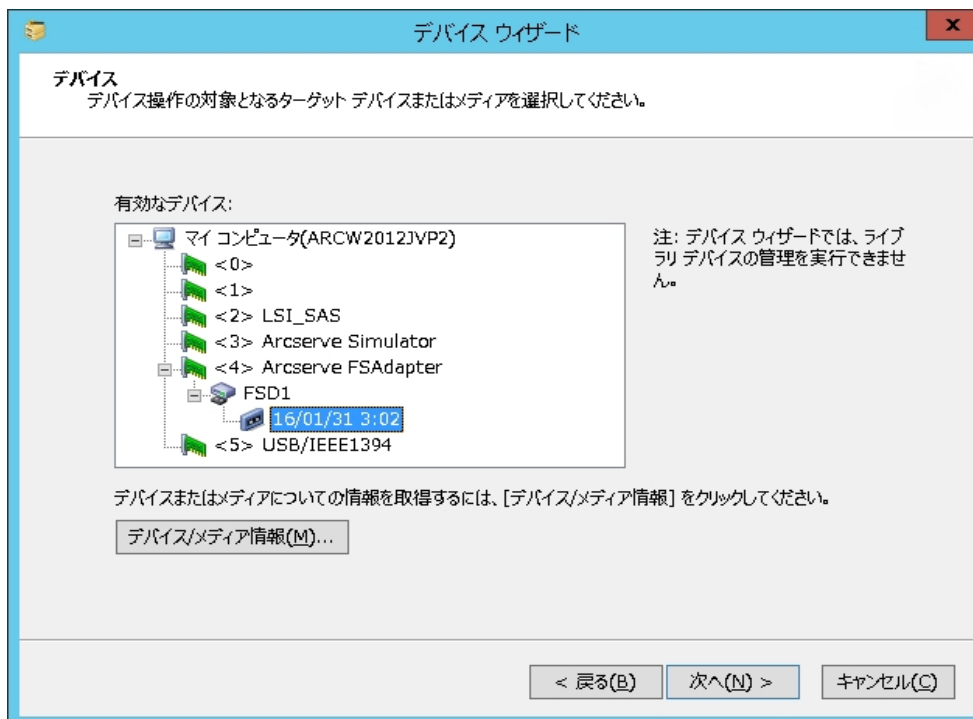 デバイス ウィザード
x
デバイス
デバイス操作の対象となるターゲット デバイスまたはメディアを選択してください。
有効なデバイス:
マイ コンピュータ(ARCW2012JVP2)
<0>
<1>
<2> LSI_SAS
<3> Arcserve Simulator
<4> Arcserve FSAdapter
FSD1
16/01/31 3:02
<5> USB/IEEE1394
注: デバイス ウィザードでは、ライブ
ラリ デバイスの管理を実行できませ
ん。
デバイスまたはメディアについての情報を取得するには、[デバイス/メディア情報] をクリックしてください。
デバイス/メディア情報(M)...
< 戻る(B)
次へ(N) >
キャンセル(C)